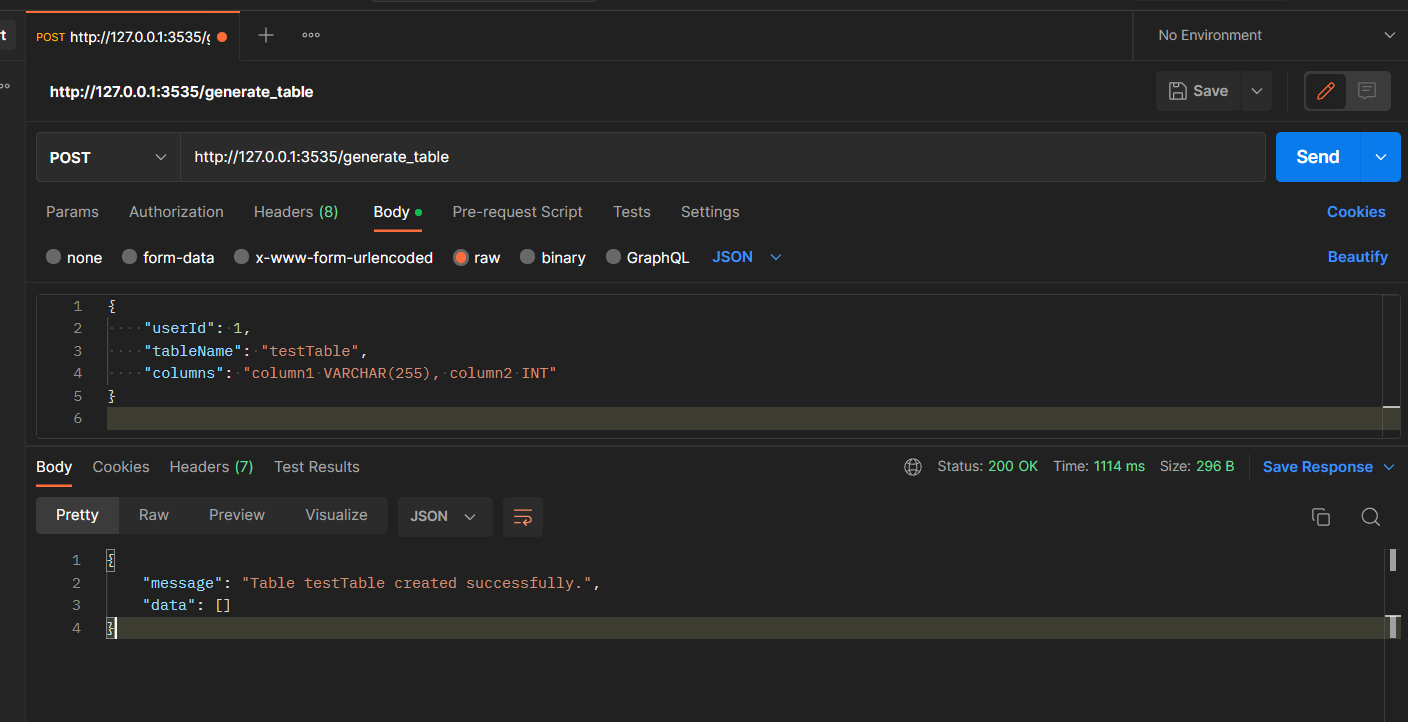 t
POST http://127.0.0.1:3535/g
No Environment
http://127.0.0.1:3535/generate_table
Save
POST
http://127.0.0.1:3535/generate_table
Send
Params Authorization Headers (8) Body Pre-request Script Tests Settings Cookies
none form-data x-www-form-urlencoded raw binary GraphQL JSON Beautify
1 {
2 "userId": 1,
3 "tableName": "testTable",
4 "columns": "column1 VARCHAR(255), column2 INT"
5 }
6
Body Cookies Headers (7) Test Results Status: 200 OK Time: 1114 ms Size: 296 B Save Response
Pretty Raw Preview Visualize JSON
1 {
2 "message": "Table testTable created successfully.",
3 "data": []
4 }